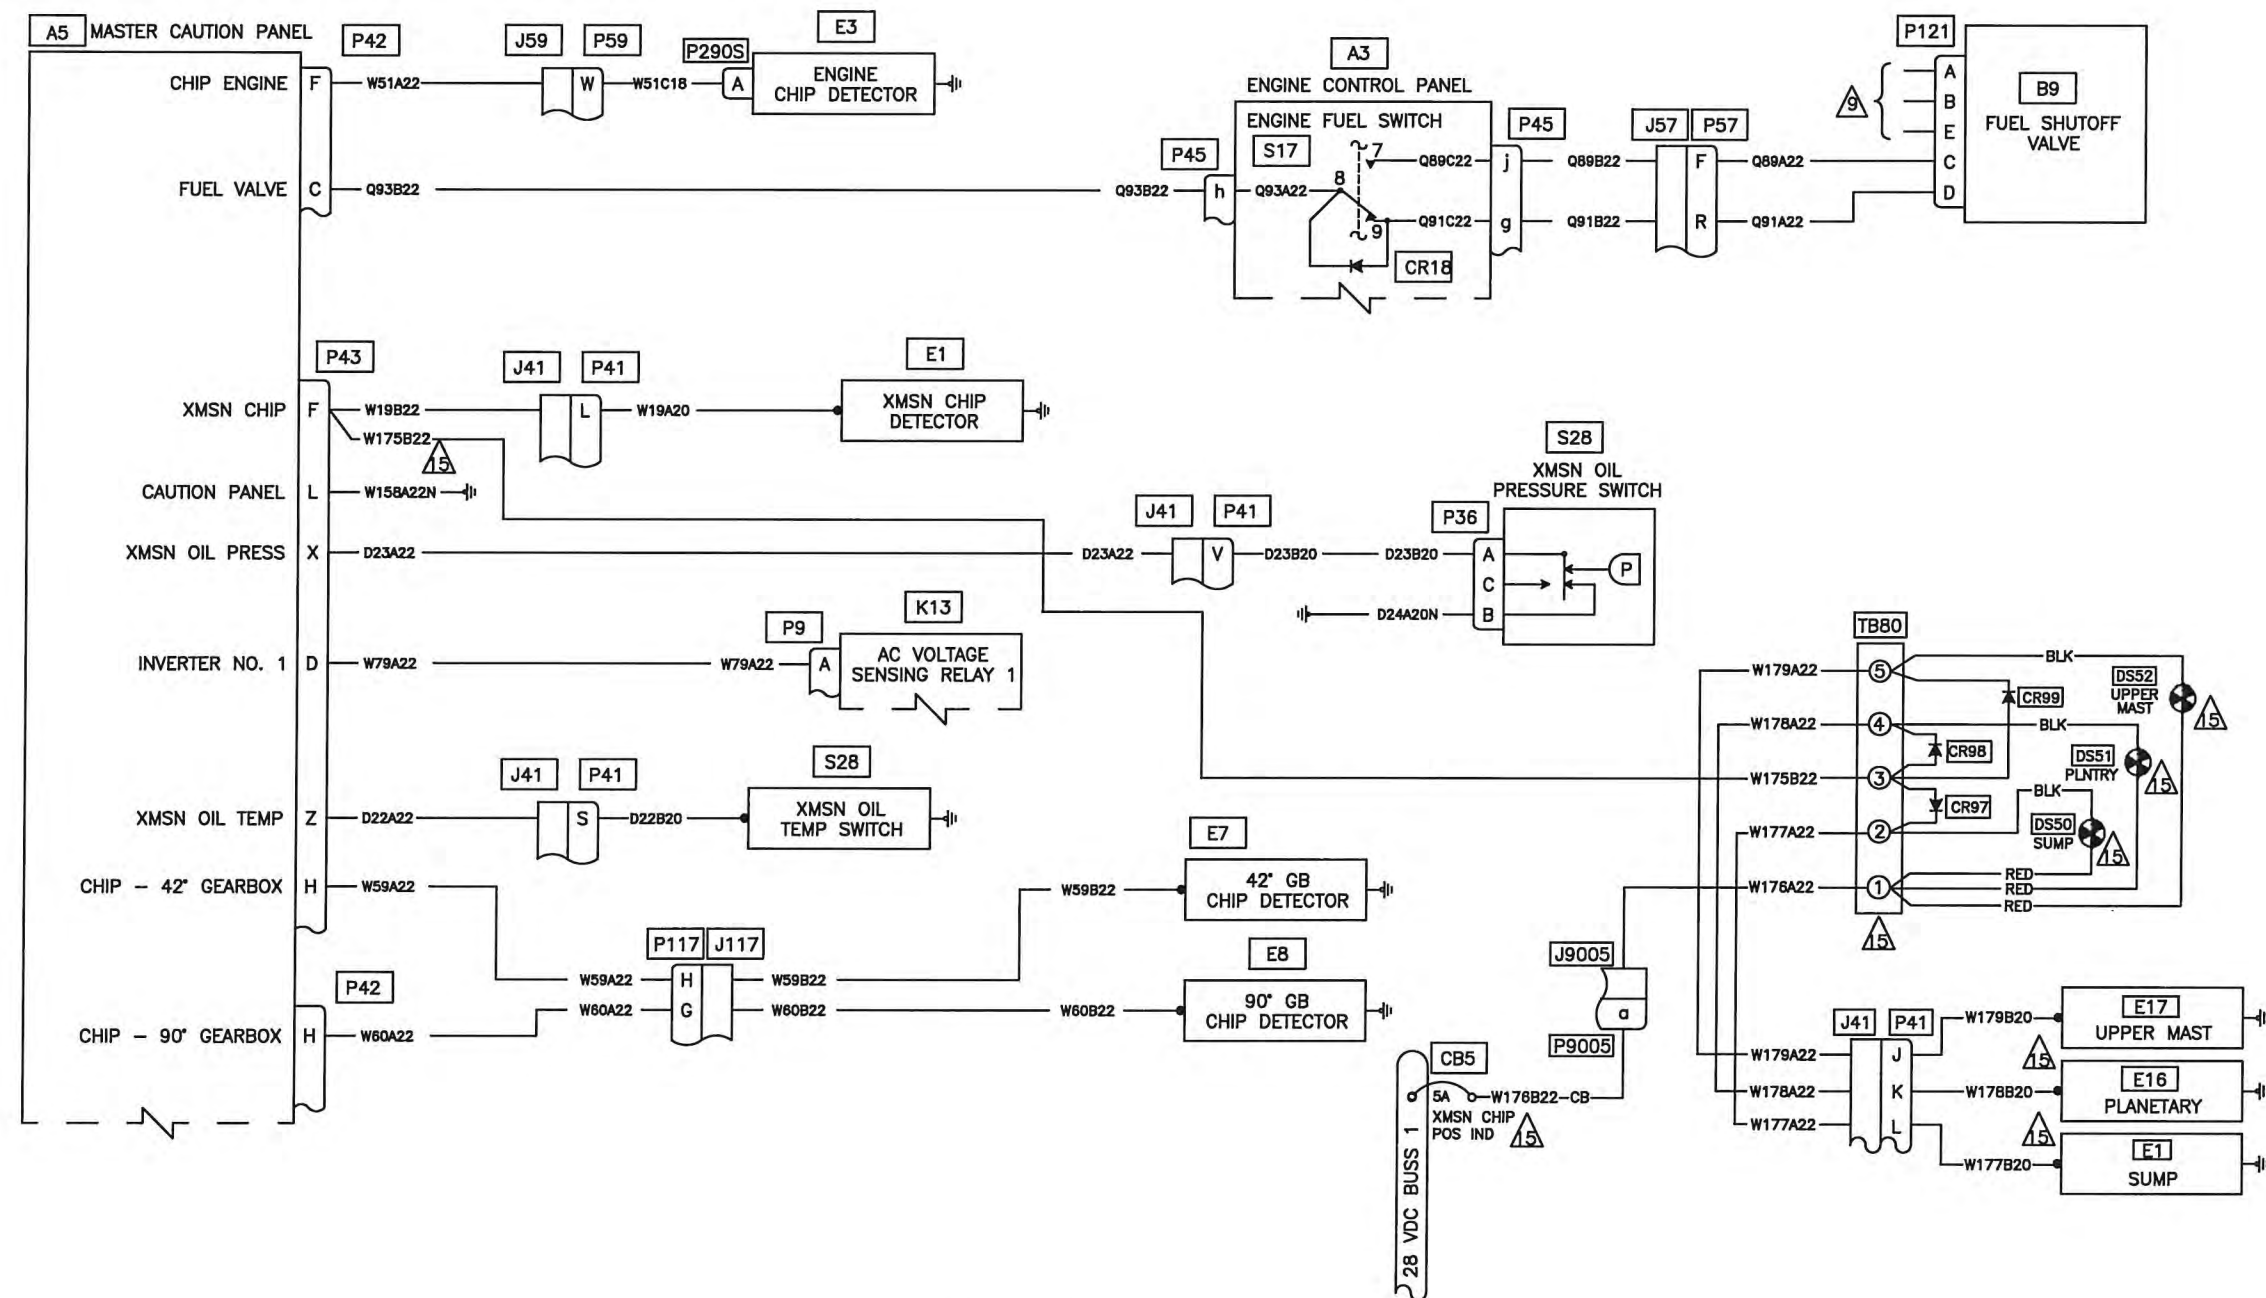 A5 MASTER CAUTION PANEL
P42
J59
P59
P290S
E3
CHIP ENGINE F W51A22 W W51C18 A ENGINE
CHIP DETECTOR
FUEL VALVE C Q93B22 Q93B22
A3
ENGINE CONTROL PANEL
ENGINE FUEL SWITCH
P45
S17
P45
J57
P57
h Q93A22 8
7 Q89C22 j Q89B22 F Q89A22
9 Q91C22 g Q91B22 R Q91A22
CR18
P121
A
B
E
C
D
9
B9
FUEL SHUTOFF
VALVE
P43
J41
P41
E1
XMSN CHIP F W19B22 L W19A20 XMSN CHIP
DETECTOR
W175B22
15
CAUTION PANEL L W158A22N
XMSN OIL PRESS X D23A22 D23A22
J41
P41
V D23B20 D23B20
S28
XMSN OIL
PRESSURE SWITCH
P36
A
C
B
P
D24A20N
K13
P9
INVERTER NO. 1 D W79A22 W79A22 A AC VOLTAGE
SENSING RELAY 1
J41
P41
S28
XMSN OIL TEMP Z D22A22 S D22B20 XMSN OIL
TEMP SWITCH
CHIP - 42° GEARBOX H W59A22
E7
W59B22 42° GB
CHIP DETECTOR
P117
J117
W59A22 H W59B22
W60A22 G W60B22 W60B22
E8
90° GB
CHIP DETECTOR
P42
CHIP - 90° GEARBOX H W60A22
TB80
W179A22 5 BLK
DS52
UPPER
MAST
15
CR99
W178A22 4 BLK
CR98
DS51
PLNTRY
15
W175B22 3
CR97
BLK
W177A22 2
DS50
SUMP
15
W176A22 1 RED
RED
RED
15
J9005
a
P9005
CB5
5A W176B22-CB
XMSN CHIP
POS IND
15
28 VDC BUSS 1
J41
P41
W179A22 J W179B20 E17
UPPER MAST
15
W178A22 K W178B20 E16
PLANETARY
15
W177A22 L W177B20 E1
SUMP